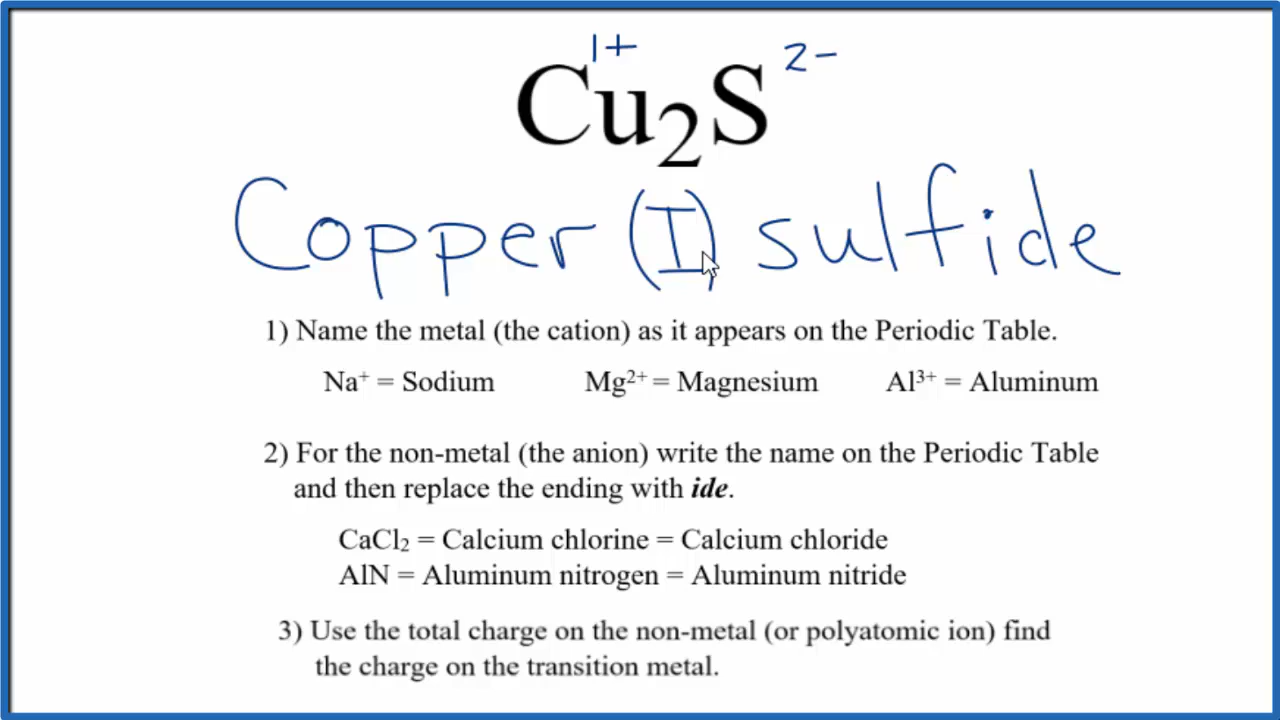 1+ 2-
Cu₂S
Copper (I) sulfide
1) Name the metal (the cation) as it appears on the Periodic Table.
Na⁺ = Sodium Mg²⁺ = Magnesium Al³⁺ = Aluminum
2) For the non-metal (the anion) write the name on the Periodic Table
and then replace the ending with ide.
CaCl₂ = Calcium chlorine = Calcium chloride
AlN = Aluminum nitrogen = Aluminum nitride
3) Use the total charge on the non-metal (or polyatomic ion) find
the charge on the transition metal.